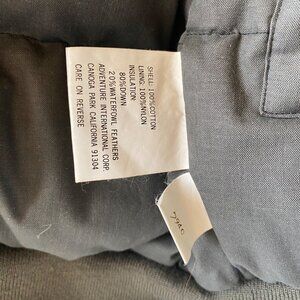 SHELL: 100%COTTON
LINING: 100%NYLON
INSULATION:
80%DOWN
20%WATERFOWL FEATHERS
ADVENTURE INTERNATIONAL CORP.
CANOGA PARK CALIFORNIA 91304
CARE ON REVERSE